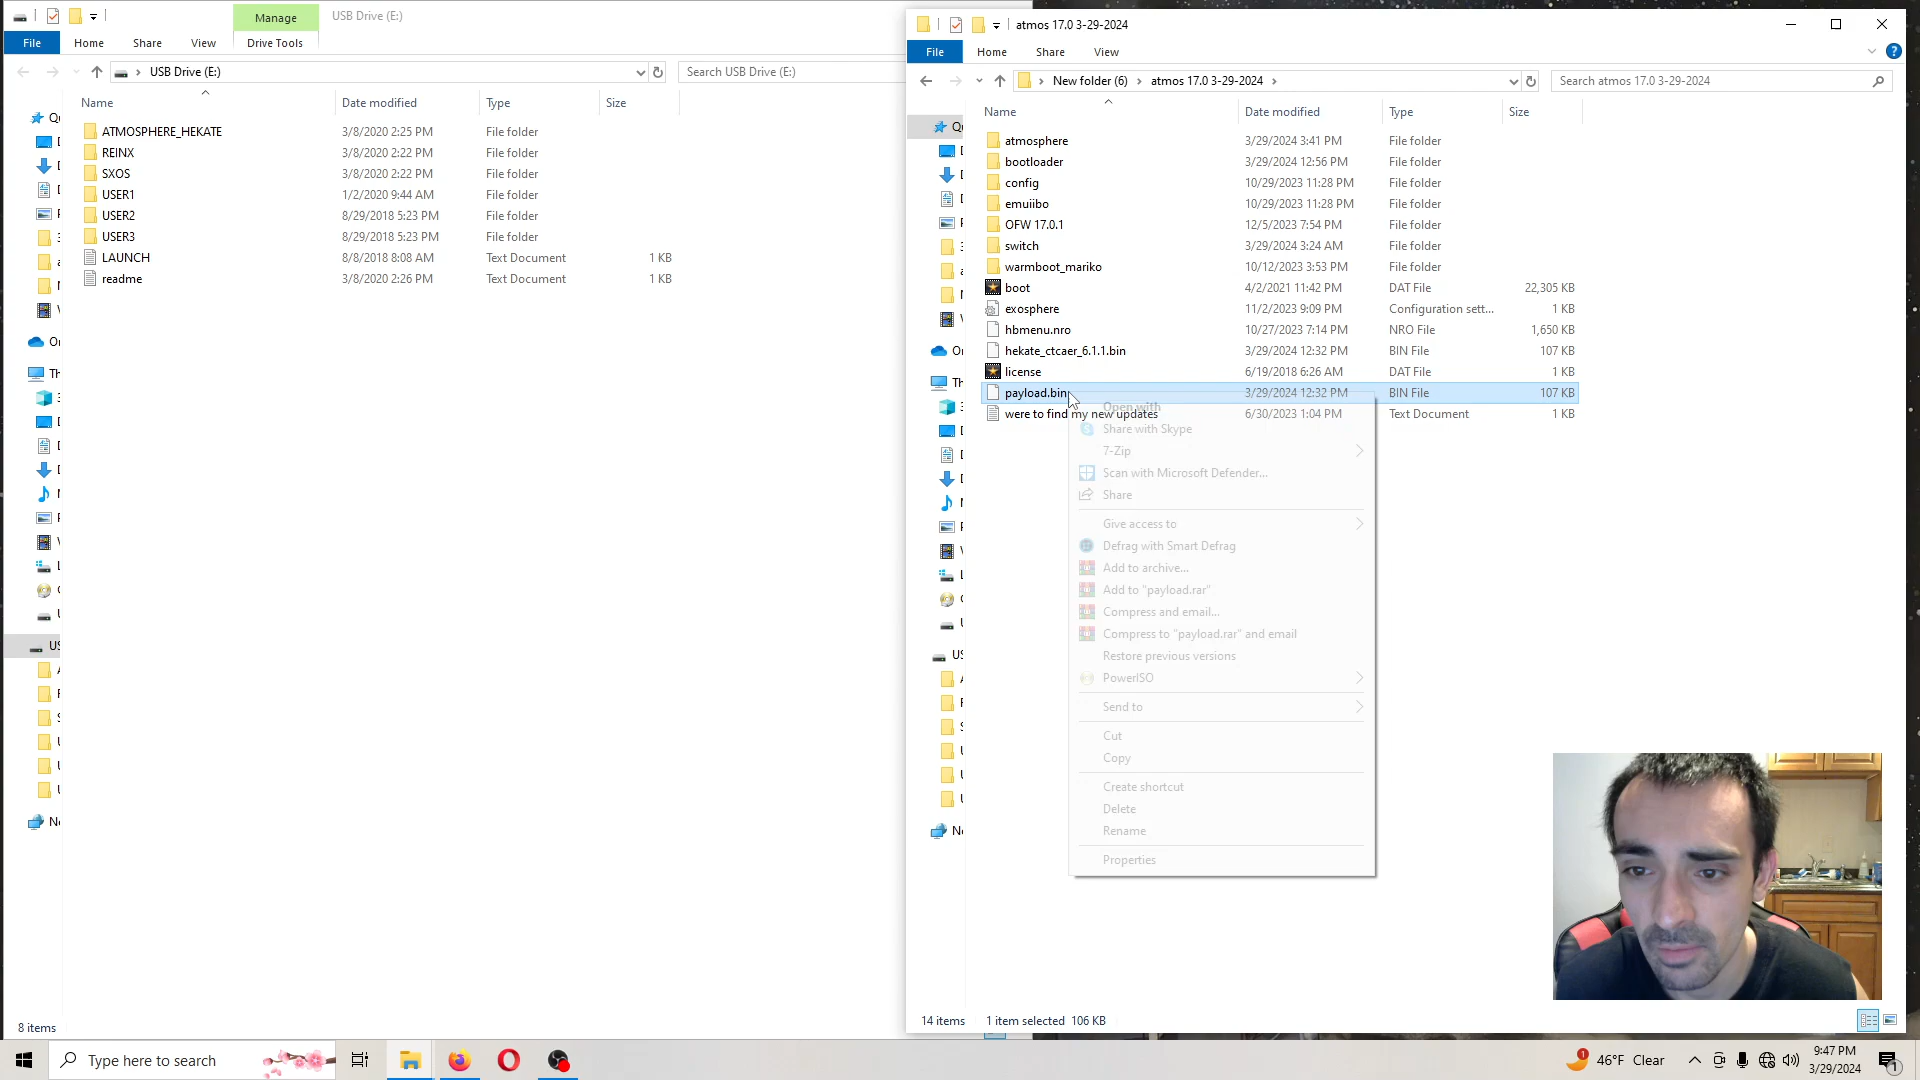 Manage
USB Drive (E:)
File
Home
Share
View
Drive Tools
USB Drive (E:)
Search USB Drive (E:)
Name
Date modified
Type
Size
ATMOSPHERE_HEKATE 3/8/2020 2:25 PM File folder
REINX 3/8/2020 2:22 PM File folder
SXOS 3/8/2020 2:22 PM File folder
USER1 1/2/2020 9:44 AM File folder
USER2 8/29/2018 5:23 PM File folder
USER3 8/29/2018 5:23 PM File folder
LAUNCH 8/8/2018 8:08 AM Text Document 1 KB
readme 3/8/2020 2:26 PM Text Document 1 KB
8 items
atmos 17.0 3-29-2024
File
Home
Share
View
New folder (6)
atmos 17.0 3-29-2024
Search atmos 17.0 3-29-2024
Name
Date modified
Type
Size
atmosphere 3/29/2024 3:41 PM File folder
bootloader 3/29/2024 12:56 PM File folder
config 10/29/2023 11:28 PM File folder
emuiibo 10/29/2023 11:28 PM File folder
OFW 17.0.1 12/5/2023 7:54 PM File folder
switch 3/29/2024 3:24 AM File folder
warmboot_mariko 10/12/2023 3:53 PM File folder
boot 4/2/2021 11:42 PM DAT File 22,305 KB
exosphere 11/2/2023 9:09 PM Configuration sett... 1 KB
hbmenu.nro 10/27/2023 7:14 PM NRO File 1,650 KB
hekate_ctcaer_6.1.1.bin 3/29/2024 12:32 PM BIN File 107 KB
license 6/19/2018 6:26 AM DAT File 1 KB
payload.bin 3/29/2024 12:32 PM BIN File 107 KB
were to find my new updates 6/30/2023 1:04 PM Text Document 1 KB
Open with
Share with Skype
7-Zip
Scan with Microsoft Defender...
Share
Give access to
Defrag with Smart Defrag
Add to archive...
Add to "payload.rar"
Compress and email...
Compress to "payload.rar" and email
Restore previous versions
PowerISO
Send to
Cut
Copy
Create shortcut
Delete
Rename
Properties
14 items
1 item selected 106 KB
Type here to search
1
46°F Clear
9:47 PM
3/29/2024
1